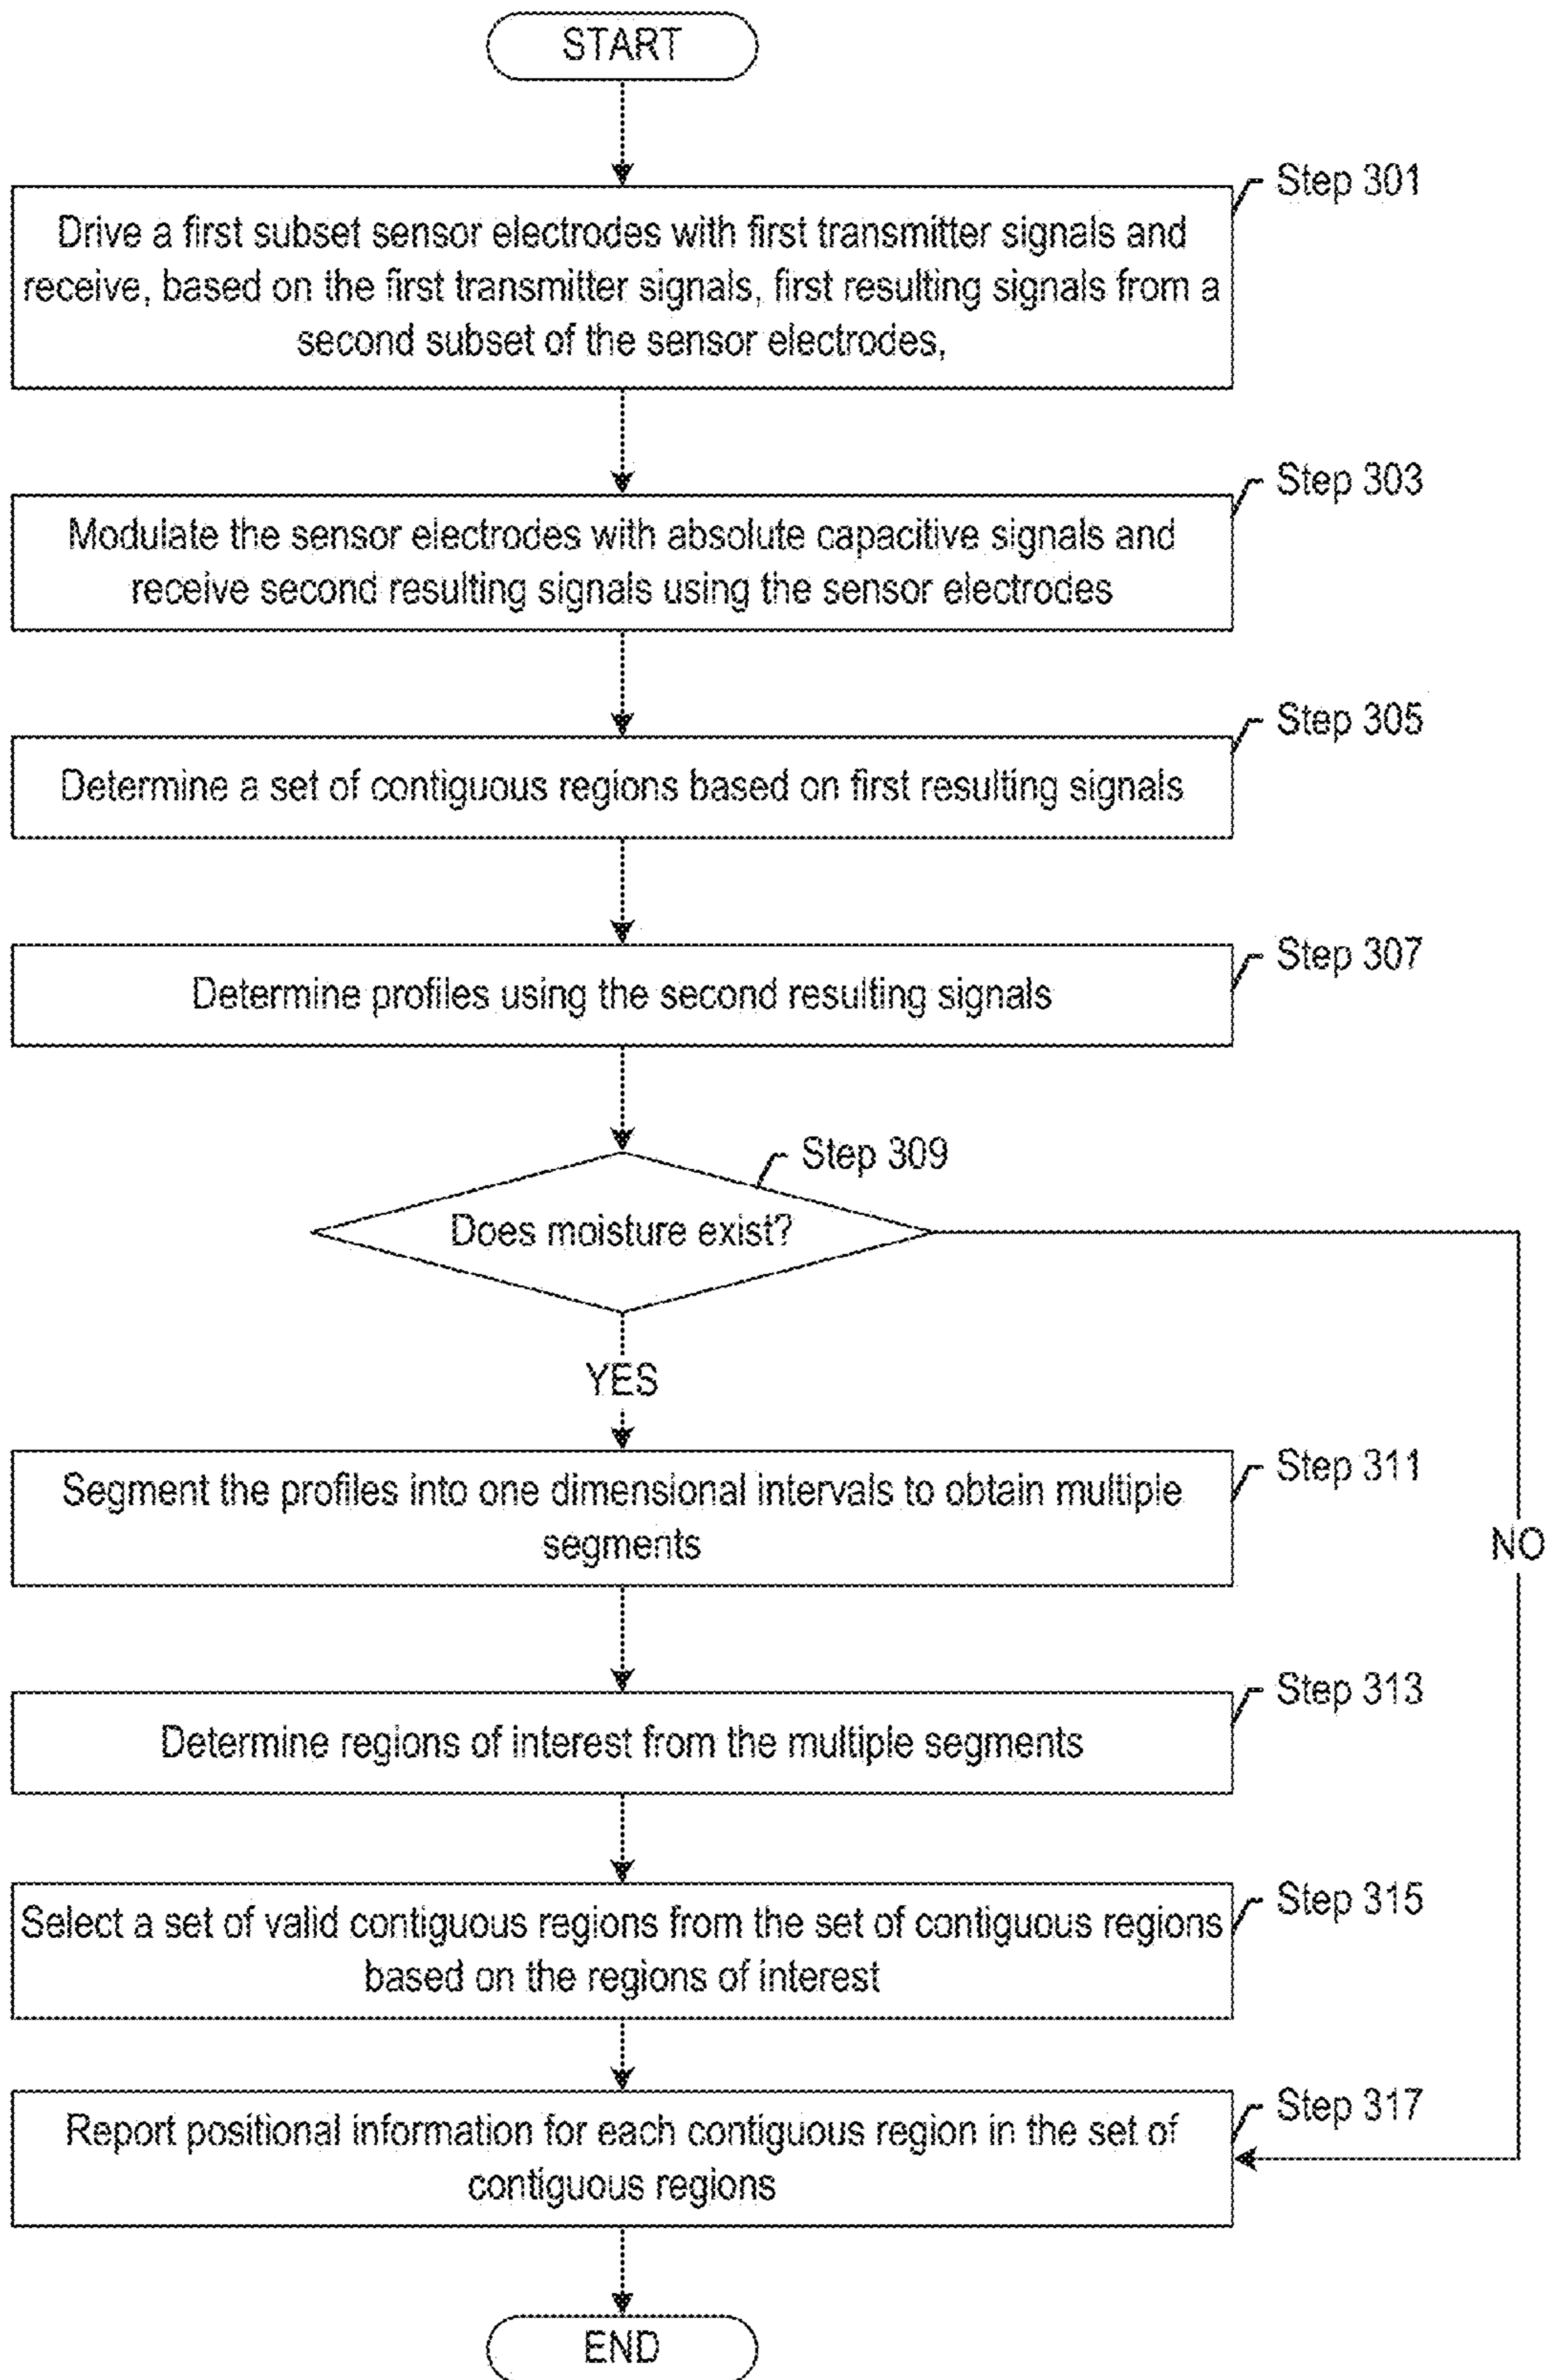 START
Step 301
Drive a first subset sensor electrodes with first transmitter signals and
receive, based on the first transmitter signals, first resulting signals from a
second subset of the sensor electrodes,
Step 303
Modulate the sensor electrodes with absolute capacitive signals and
receive second resulting signals using the sensor electrodes
Step 305
Determine a set of contiguous regions based on first resulting signals
Step 307
Determine profiles using the second resulting signals
Step 309
Does moisture exist?
YES
Step 311
Segment the profiles into one dimensional intervals to obtain multiple
segments
NO
Step 313
Determine regions of interest from the multiple segments
Step 315
Select a set of valid contiguous regions from the set of contiguous regions
based on the regions of interest
Step 317
Report positional information for each contiguous region in the set of
contiguous regions
END